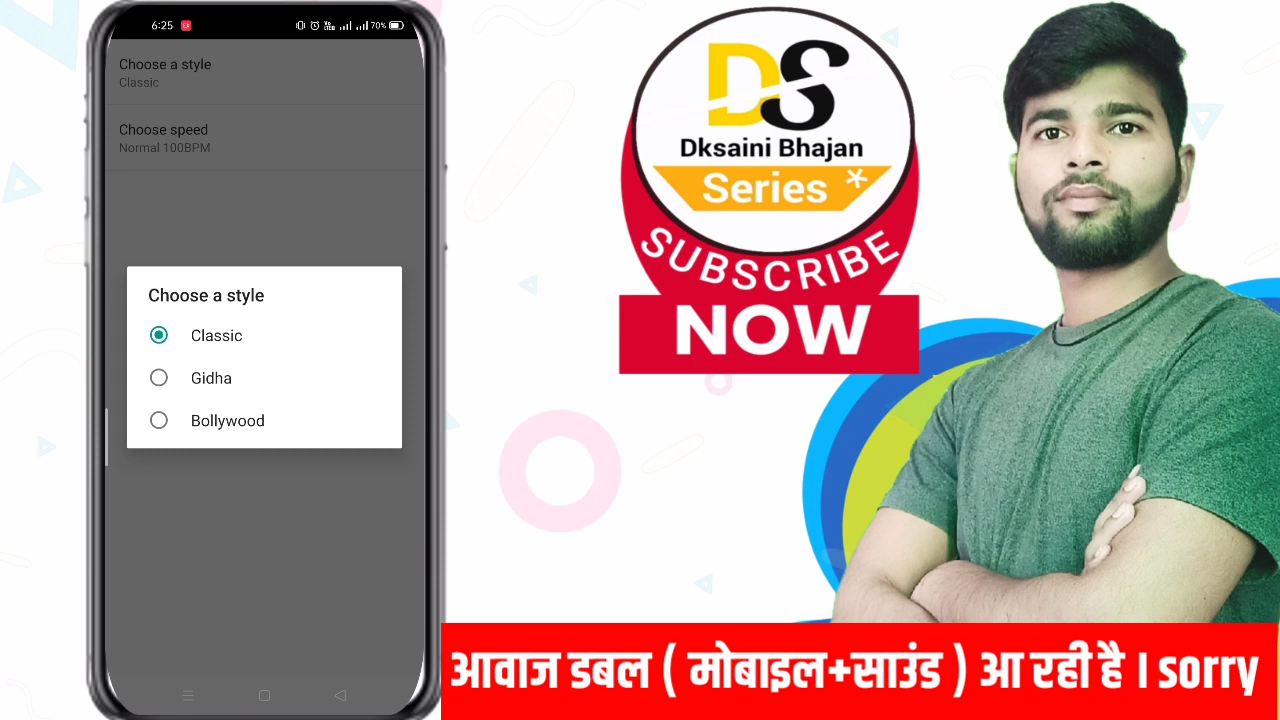 6:25
70%
Choose a style
Classic
Choose speed
Normal 100BPM
Choose a style
Classic
Gidha
Bollywood
DS
Dksaini Bhajan
Series *
SUBSCRIBE
NOW
आवाज डबल ( मोबाइल+साउंड ) आ रही है । sorry